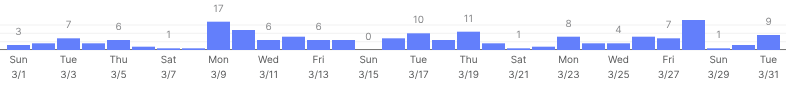 17
3 7 6 1 6 6 0 10 11 1 8 4 7 1 9
Sun Tue Thu Sat Mon Wed Fri Sun Tue Thu Sat Mon Wed Fri Sun Tue
3/1 3/3 3/5 3/7 3/9 3/11 3/13 3/15 3/17 3/19 3/21 3/23 3/25 3/27 3/29 3/31